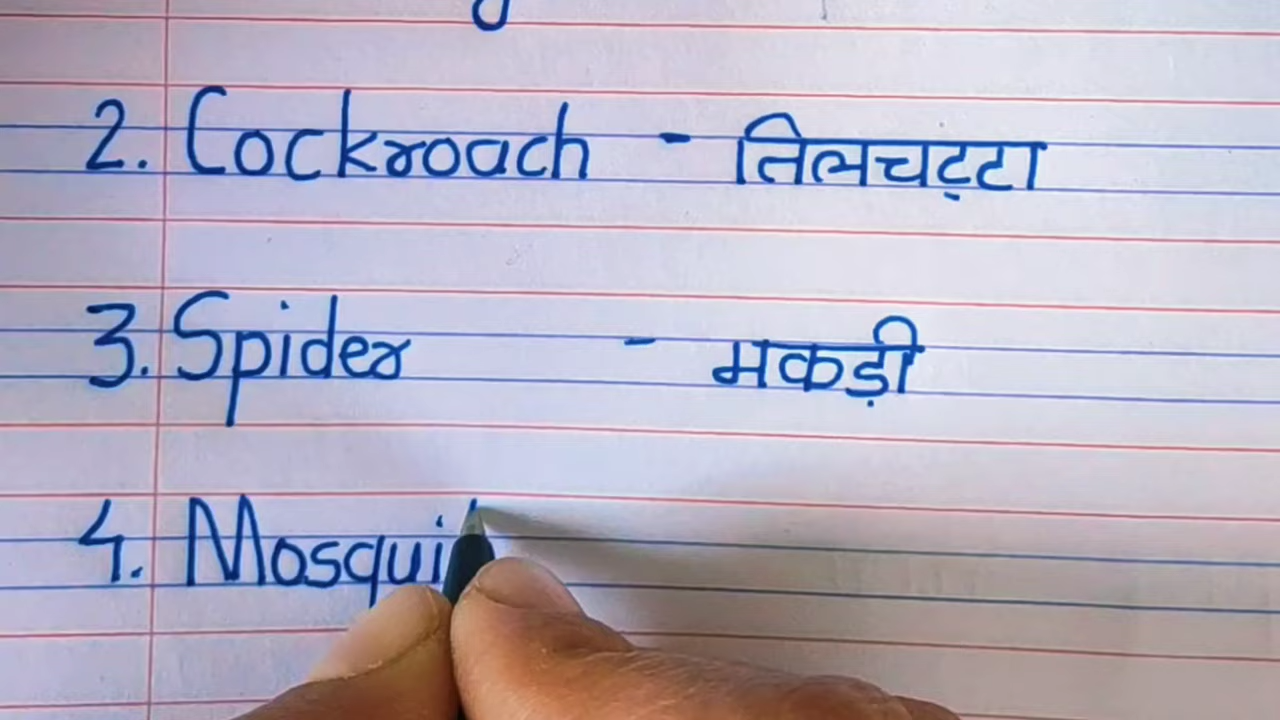 2. Cockroach - तिलचट्टा
3. Spider - मकड़ी
4. Mosqui